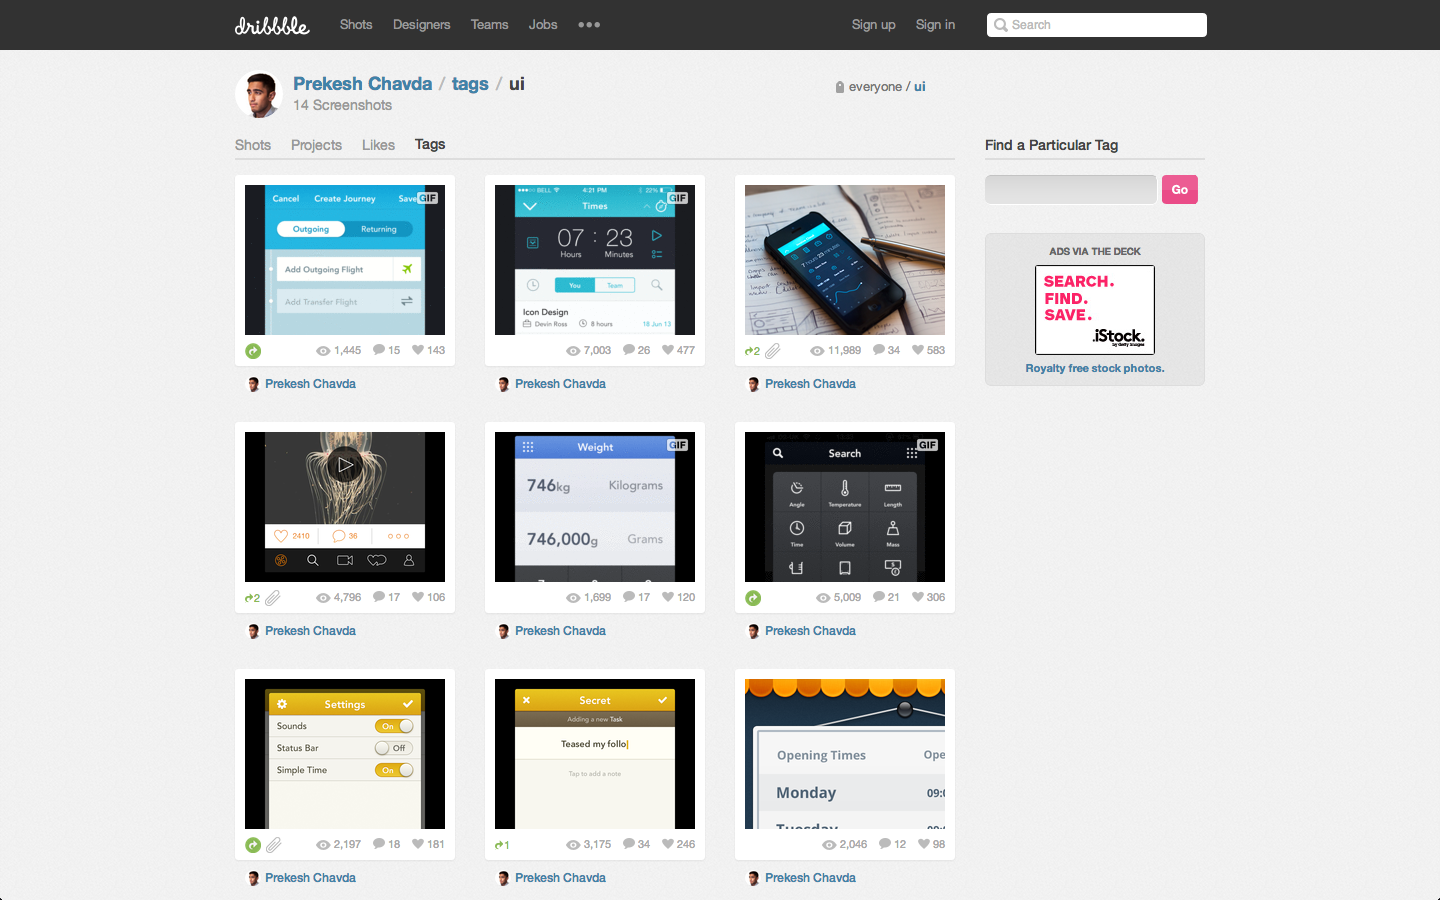 dribbble Shots Designers Teams Jobs Sign up Sign in Search
Prekesh Chavda / tags / ui
14 Screenshots
everyone / ui
Shots Projects Likes Tags
Find a Particular Tag
Go
ADS VIA THE DECK
SEARCH.
FIND.
SAVE.
iStock.
by Getty Images
Royalty free stock photos.
Cancel Create Journey Save GIF
Outgoing Returning
Add Outgoing Flight
Add Transfer Flight
1,445 15 143
Prekesh Chavda
BELL 4:21 PM 22%
Times GIF
07 : 23
Hours Minutes
You Team
Icon Design
Devin Ross 8 hours 18 Jun 13
7,003 26 477
Prekesh Chavda
2 11,989 34 583
Prekesh Chavda
2410 36
2 4,796 17 106
Prekesh Chavda
Weight GIF
746kg Kilograms
746,000g Grams
1,699 17 120
Prekesh Chavda
Search GIF
Angle Temperature Length
Time Volume Mass
5,009 21 306
Prekesh Chavda
Settings
Sounds On
Status Bar Off
Simple Time On
2,197 18 181
Prekesh Chavda
Secret
Adding a new Task
Teased my follo
Tap to add a note
1 3,175 34 246
Prekesh Chavda
Opening Times Ope
Monday 09:0
Tuesday 09:0
2,046 12 98
Prekesh Chavda